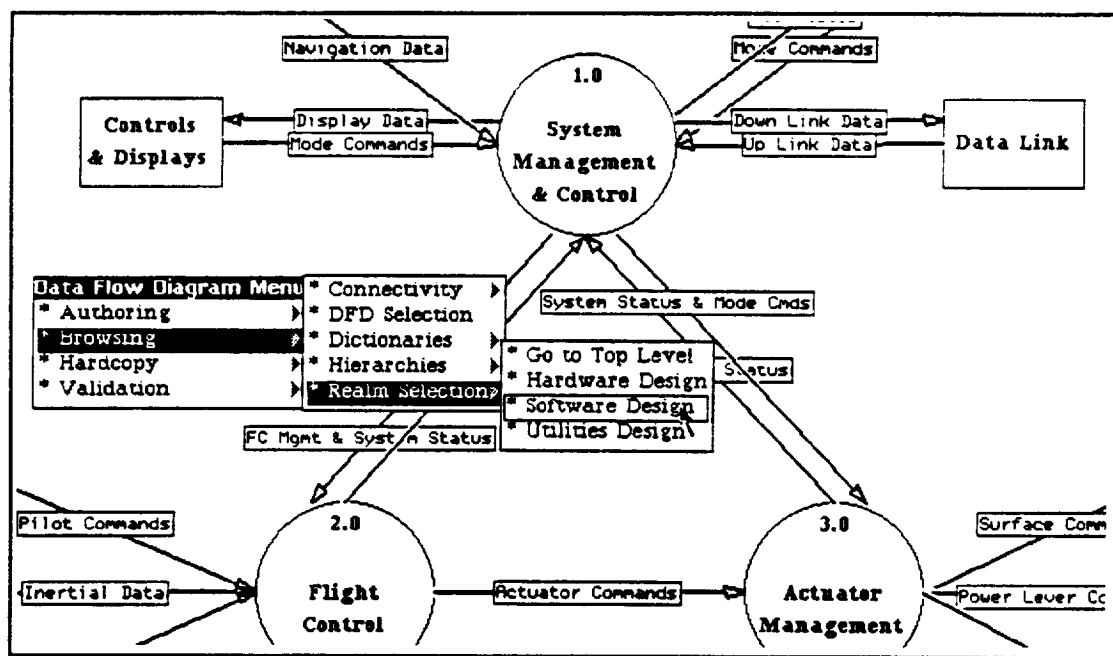 Navigation Data
Mode Commands
1.0
System
Management
& Control
Controls
& Displays
Display Data
Mode Commands
Down Link Data
Up Link Data
Data Link
Data Flow Diagram Menu
* Authoring
* Browsing
* Hardcopy
* Validation
* Connectivity
* DFD Selection
* Dictionaries
* Hierarchies
* Realm Selection
* Go to Top Level
* Hardware Design
* Software Design
* Utilities Design
System Status & Mode Cmds
Status
FC Mgmt & System Status
Pilot Commands
Inertial Data
2.0
Flight
Control
Actuator Commands
3.0
Actuator
Management
Surface Comm
Power Lever Co